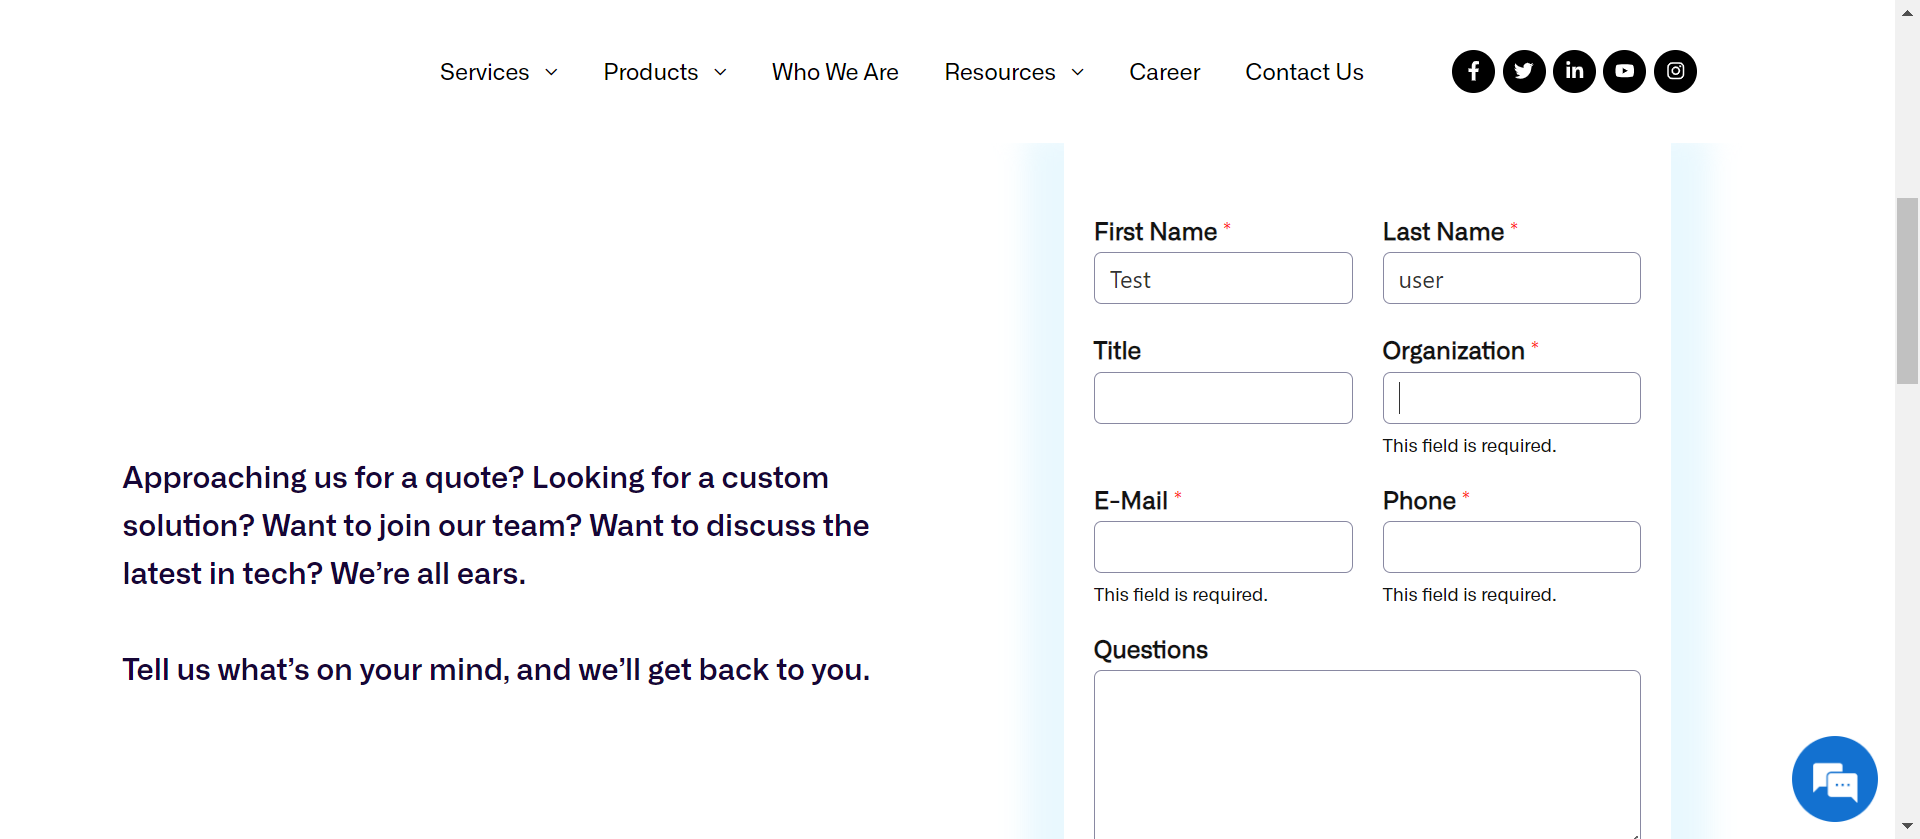 Services Products Who We Are Resources Career Contact Us
First Name * Last Name *
Test user
Title Organization *
This field is required.
E-Mail * Phone *
This field is required. This field is required.
Questions
Approaching us for a quote? Looking for a custom
solution? Want to join our team? Want to discuss the
latest in tech? We’re all ears.
Tell us what’s on your mind, and we’ll get back to you.